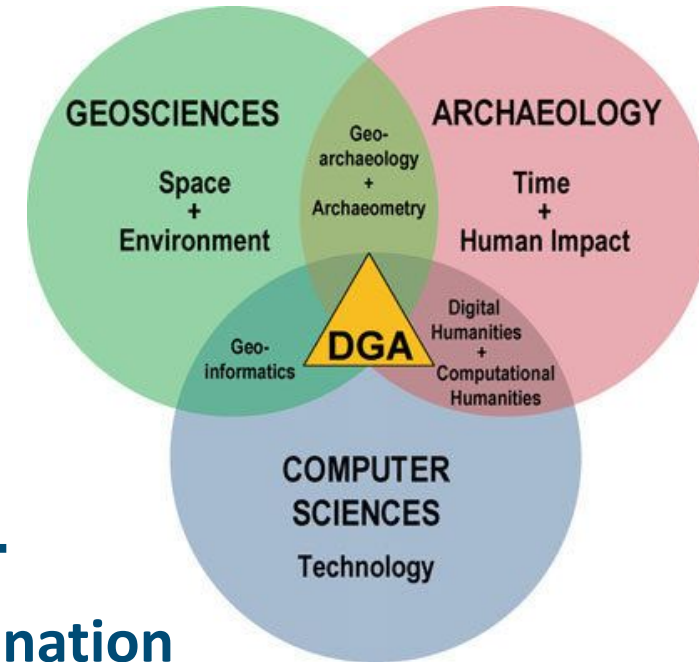 GEOSCIENCES
Space
+
Environment
Geo-
archaeology
+
Archaeometry
ARCHAEOLOGY
Time
+
Human Impact
Geo-
informatics
DGA
Digital
Humanities
+
Computational
Humanities
COMPUTER
SCIENCES
Technology
nation